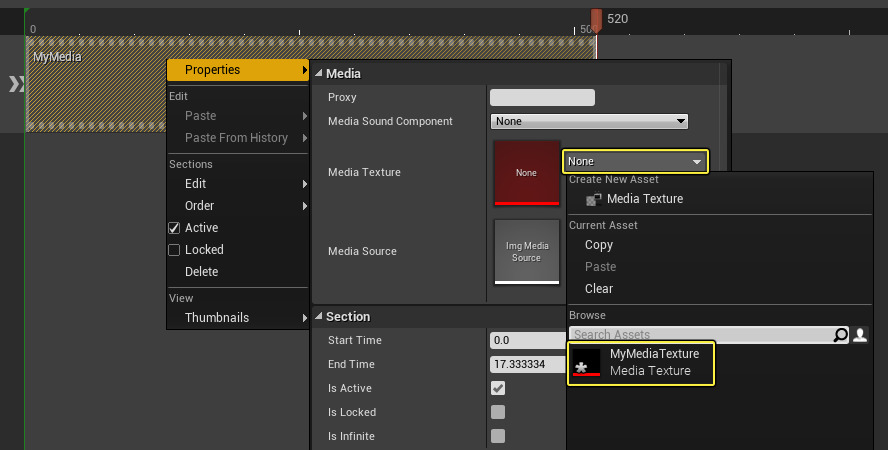 520
0
500
MyMedia
Properties
Edit
Paste
Paste From History
Sections
Edit
Order
Active
Locked
Delete
View
Thumbnails
Media
Proxy
Media Sound Component
None
Media Texture
None
None
Media Source
Img Media
Source
Section
Start Time
0.0
End Time
17.333334
Is Active
Is Locked
Is Infinite
Create New Asset
Media Texture
Current Asset
Copy
Paste
Clear
Browse
Search Assets
MyMediaTexture
Media Texture